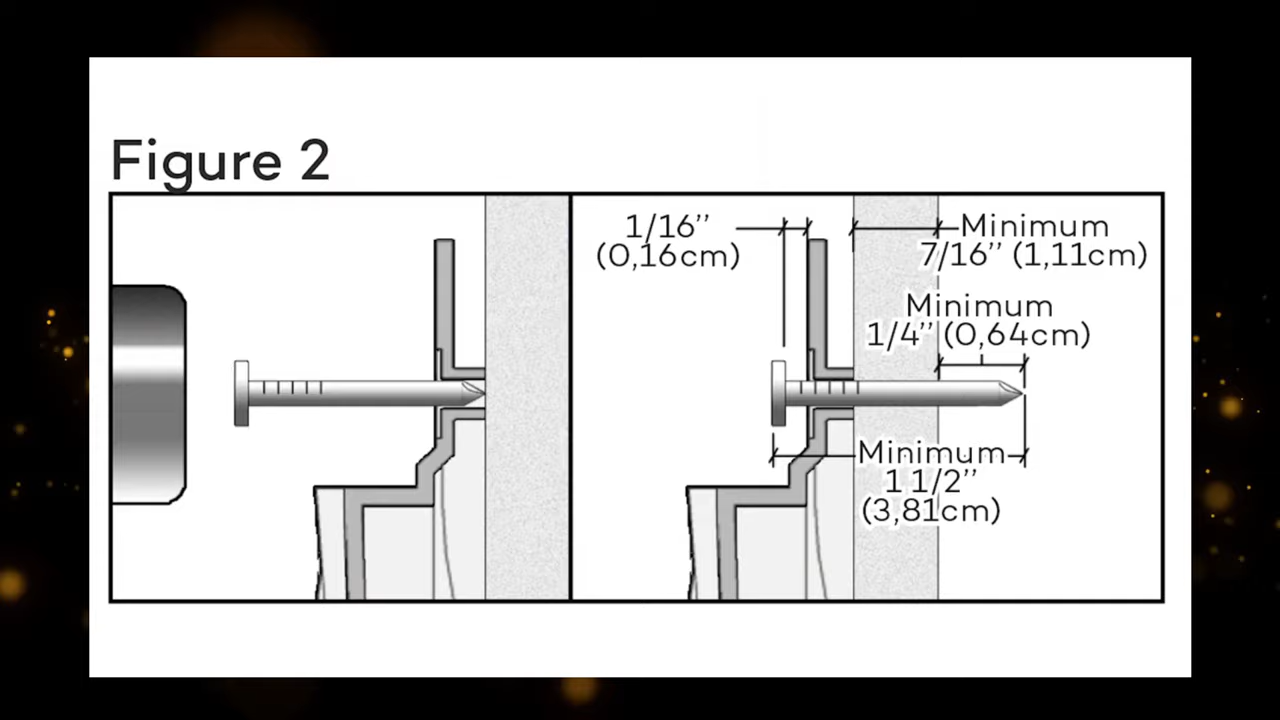 Figure 2
1/16’’
(0,16cm)
Minimum
7/16’’ (1,11cm)
Minimum
1/4’’ (0,64cm)
Minimum
1 1/2’’
(3,81cm)